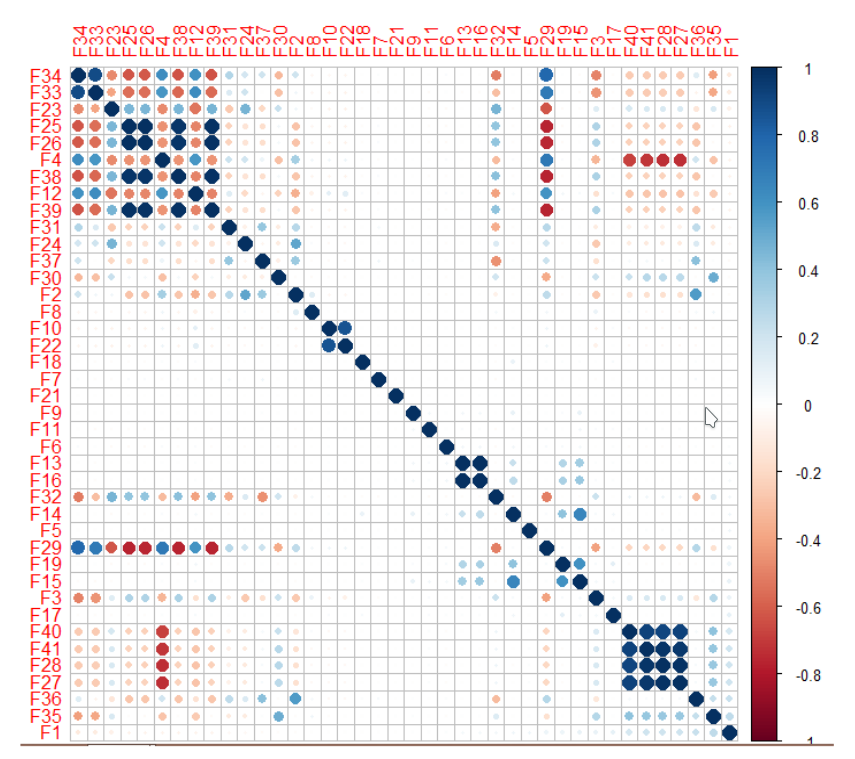 F34 F33 F23 F25 F26 F4 F38 F12 F39 F31 F24 F37 F30 F2 F8 F10 F22 F18 F7 F21 F9 F11 F6 F13 F16 F32 F14 F5 F29 F19 F15 F3 F17 F40 F41 F28 F27 F36 F35 F1
F34
F33
F23
F25
F26
F4
F38
F12
F39
F31
F24
F37
F30
F2
F8
F10
F22
F18
F7
F21
F9
F11
F6
F13
F16
F32
F14
F5
F29
F19
F15
F3
F17
F40
F41
F28
F27
F36
F35
F1
1
0.8
0.6
0.4
0.2
0
-0.2
-0.4
-0.6
-0.8
1